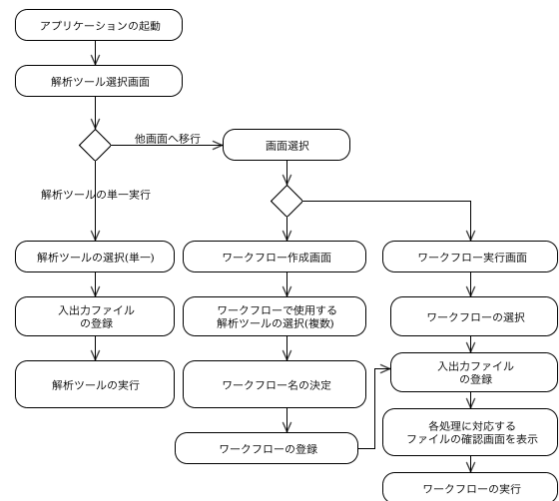 アプリケーションの起動
解析ツール選択画面
他画面へ移行
画面選択
解析ツールの単一実行
解析ツールの選択(単一)
ワークフロー作成画面
ワークフロー実行画面
入出力ファイル
の登録
ワークフローで使用する
解析ツールの選択(複数)
ワークフローの選択
解析ツールの実行
ワークフロー名の決定
入出力ファイル
の登録
ワークフローの登録
各処理に対応する
ファイルの確認画面を表示
ワークフローの実行